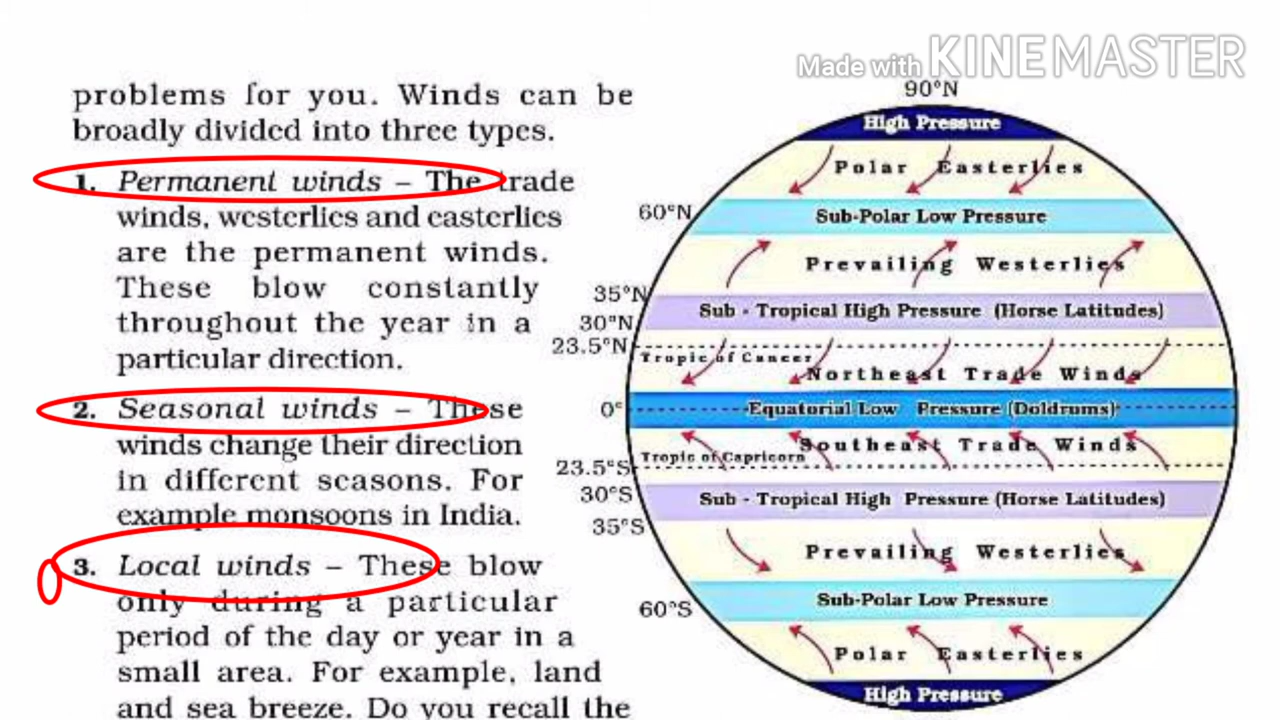 Made with KINEMASTER
problems for you. Winds can be
broadly divided into three types.
1. Permanent winds – The trade
winds, westerlies and easterlies
are the permanent winds.
These blow constantly
throughout the year in a
particular direction.
2. Seasonal winds – These
winds change their direction
in different seasons. For
example monsoons in India.
3. Local winds – These blow
only during a particular
period of the day or year in a
small area. For example, land
and sea breeze. Do you recall the
90°N
High Pressure
Polar Easterlies
60°N
Sub-Polar Low Pressure
Prevailing Westerlies
35°N
Sub - Tropical High Pressure (Horse Latitudes)
30°N
23.5°N
Tropic of Cancer
Northeast Trade Winds
0°
Equatorial Low Pressure (Doldrums)
Southeast Trade Winds
Tropic of Capricorn
23.5°S
30°S
Sub - Tropical High Pressure (Horse Latitudes)
35°S
Prevailing Westerlies
60°S
Sub-Polar Low Pressure
Polar Easterlies
High Pressure